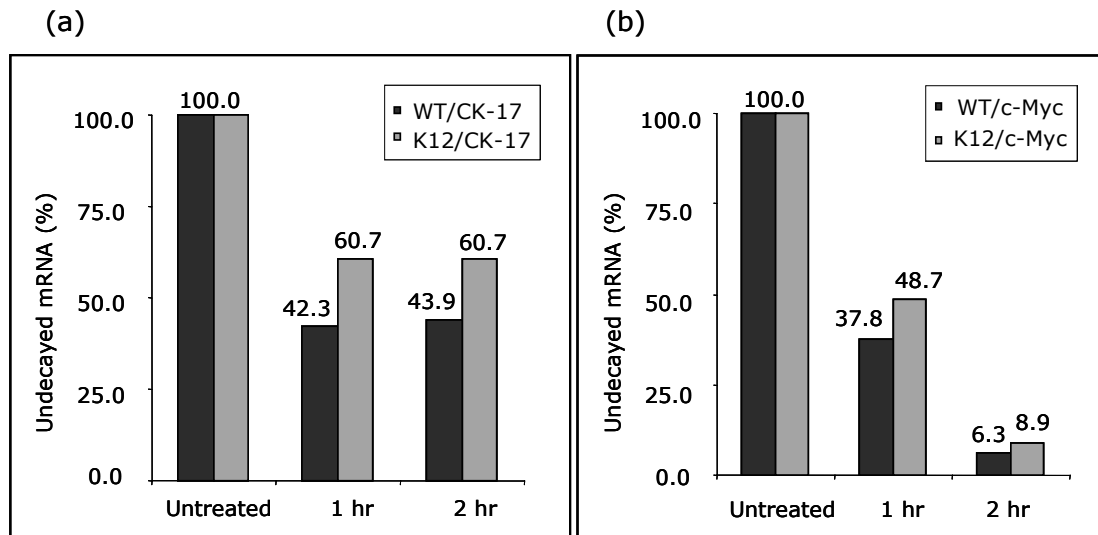 (a)
WT/CK-17
K12/CK-17
Undecayed mRNA (%)
100.0
75.0
50.0
25.0
0.0
100.0
42.3
60.7
43.9
60.7
Untreated
1 hr
2 hr
(b)
WT/c-Myc
K12/c-Myc
Undecayed mRNA (%)
100.0
75.0
50.0
25.0
0.0
100.0
37.8
48.7
6.3
8.9
Untreated
1 hr
2 hr